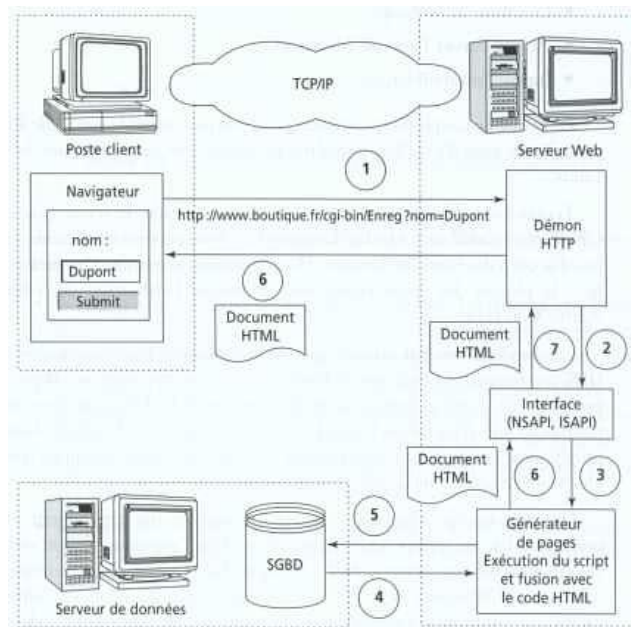 TCP/IP
Poste client
Serveur Web
1
Navigateur
http://www.boutique.fr/cgi-bin/Enreg?nom=Dupont
nom :
Dupont
Submit
Démon
HTTP
6
Document
HTML
Document
HTML
7
2
Interface
(NSAPI, ISAPI)
Document
HTML
6
3
5
SGBD
4
Générateur
de pages
Exécution du script
et fusion avec
le code HTML
Serveur de données